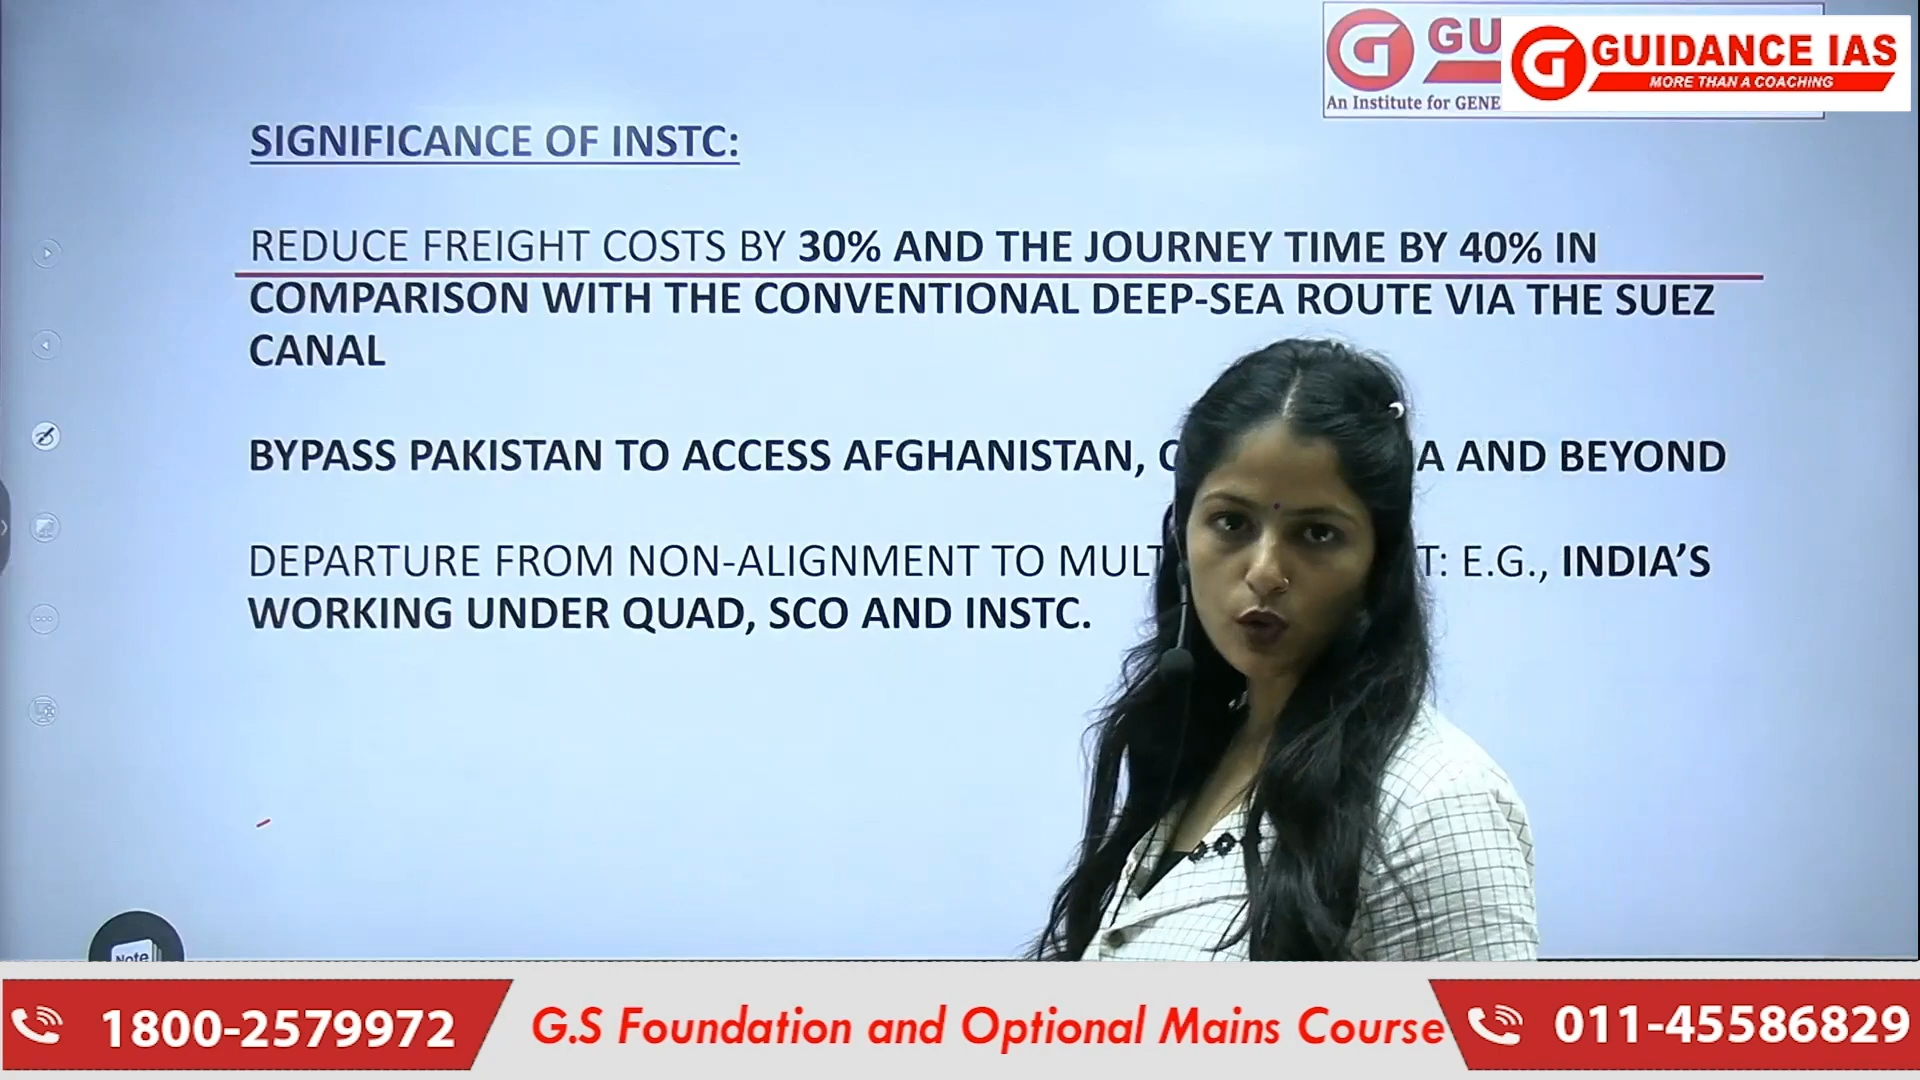 GU
An Institute for GENE
GUIDANCE IAS
MORE THAN A COACHING
SIGNIFICANCE OF INSTC:
REDUCE FREIGHT COSTS BY 30% AND THE JOURNEY TIME BY 40% IN
COMPARISON WITH THE CONVENTIONAL DEEP-SEA ROUTE VIA THE SUEZ
CANAL
BYPASS PAKISTAN TO ACCESS AFGHANISTAN, A AND BEYOND
DEPARTURE FROM NON-ALIGNMENT TO MULT T: E.G., INDIA’S
WORKING UNDER QUAD, SCO AND INSTC.
Note
1800-2579972
G.S Foundation and Optional Mains Course
011-45586829